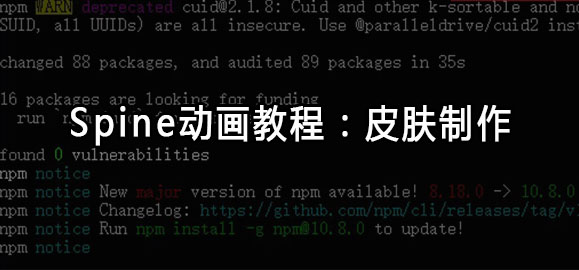 npm WARN deprecated cuid@2.1.8: Cuid and other k-sortable and no
SUID, all UUIDs) are all insecure. Use @paralleldrive/cuid2 inst
changed 88 packages, and audited 89 packages in 35s
16 packages are looking for funding
run `npm
Spine动画教程：皮肤制作
found 0 vulnerabilities
npm notice
npm notice New major version of npm available! 8.18.0 -> 10.8.0
npm notice Changelog: https://github.com/npm/cli/releases/tag/v
npm notice Run npm install -g npm@10.8.0 to update!
npm notice